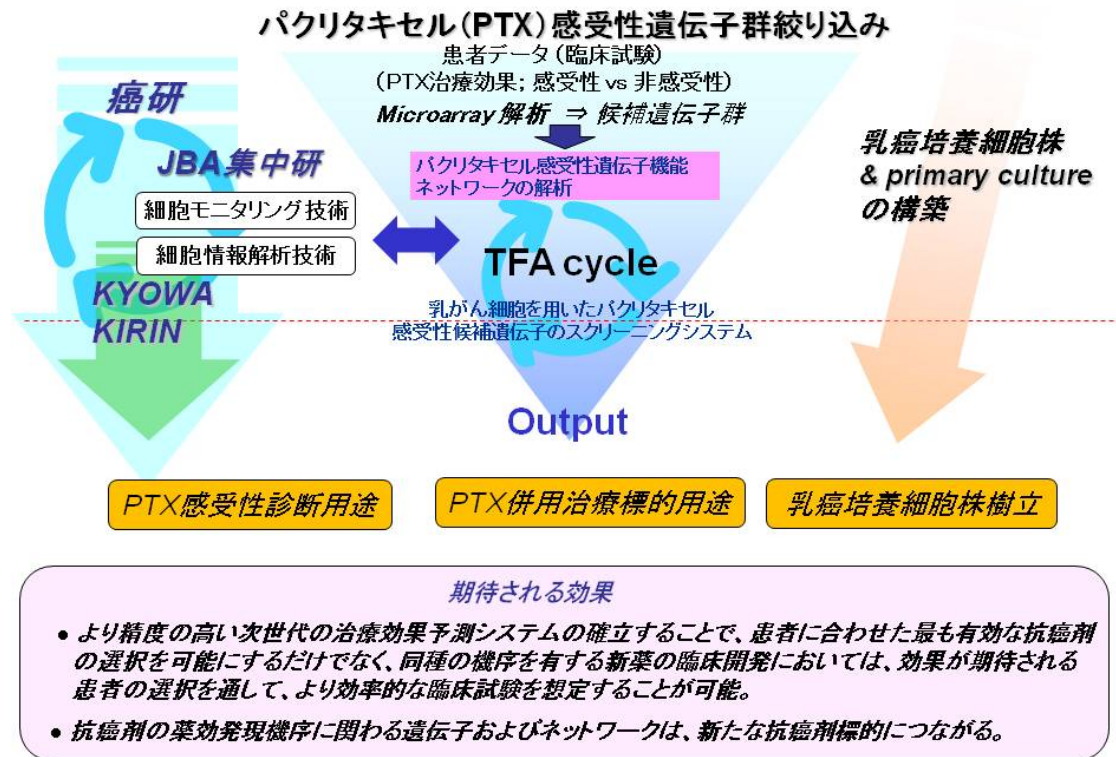 パクリタキセル(PTX)感受性遺伝子群絞り込み
患者データ(臨床試験)
(PTX治療効果; 感受性 vs 非感受性)
Microarray 解析 ⇒ 候補遺伝子群
癌研
JBA集中研
細胞モニタリング技術
細胞情報解析技術
KYOWA
KIRIN
パクリタキセル感受性遺伝子機能
ネットワークの解析
TFA cycle
乳がん細胞を用いたパクリタキセル
感受性候補遺伝子のスクリーニングシステム
Output
乳癌培養細胞株
& primary culture
の構築
PTX感受性診断用途
PTX併用治療標的用途
乳癌培養細胞株樹立
期待される効果
• より精度の高い次世代の治療効果予測システムの確立することで、患者に合わせた最も有効な抗癌剤
の選択を可能にするだけでなく、同種の機序を有する新薬の臨床開発においては、効果が期待される
患者の選択を通して、より効率的な臨床試験を想定することが可能。
• 抗癌剤の薬効発現機序に関わる遺伝子およびネットワークは、新たな抗癌剤標的につながる。